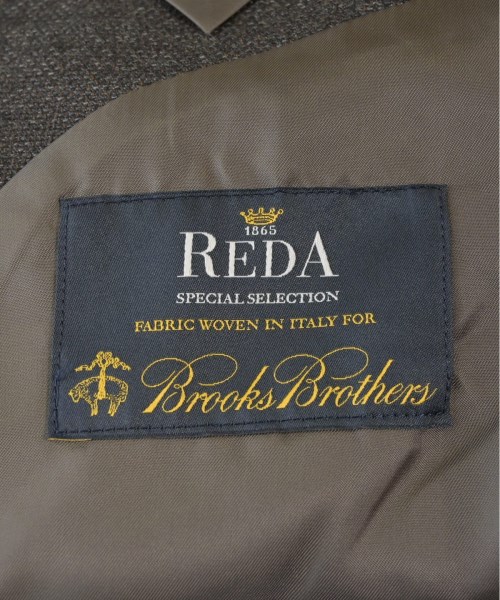 1865
REDA
SPECIAL SELECTION
FABRIC WOVEN IN ITALY FOR
Brooks Brothers